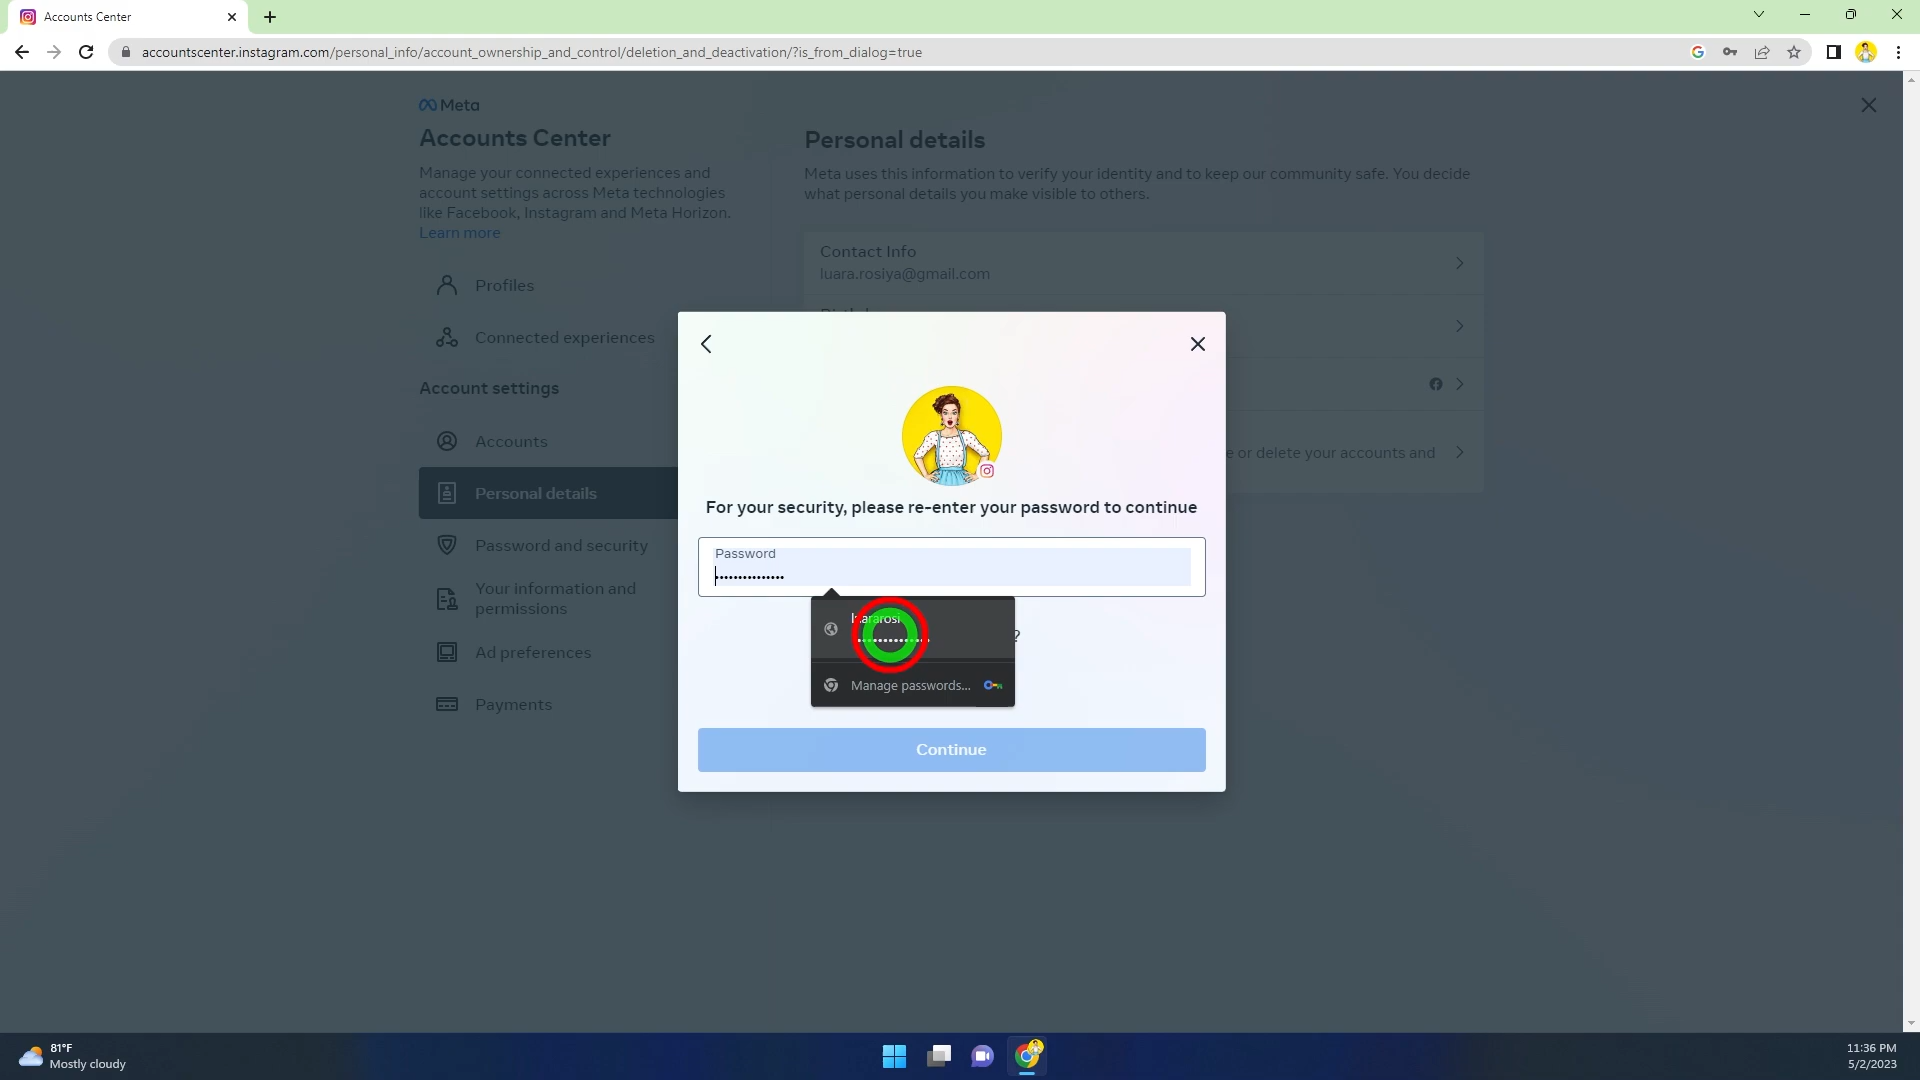 Accounts Center
accountscenter.instagram.com/personal_info/account_ownership_and_control/deletion_and_deactivation/?is_from_dialog=true
Meta
Accounts Center
Manage your connected experiences and
account settings across Meta technologies
like Facebook, Instagram and Meta Horizon.
Learn more
Profiles
Connected experiences
Account settings
Accounts
Personal details
Password and security
Your information and
permissions
Ad preferences
Payments
Personal details
Meta uses this information to verify your identity and to keep our community safe. You decide
what personal details you make visible to others.
Contact Info
luara.rosiya@gmail.com
or delete your accounts and
For your security, please re-enter your password to continue
Password
•••••••••••••••
?
Manage passwords...
Continue
81°F
Mostly cloudy
11:36 PM
5/2/2023